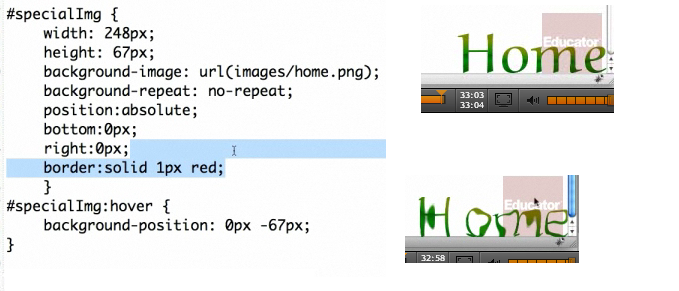 #specialImg {
width: 248px;
height: 67px;
background-image: url(images/home.png);
background-repeat: no-repeat;
position:absolute;
bottom:0px;
right:0px;
border:solid 1px red;
}
#specialImg:hover {
background-position: 0px -67px;
}
Educator
Home
33:03
33:04
Educator
Home
32:58